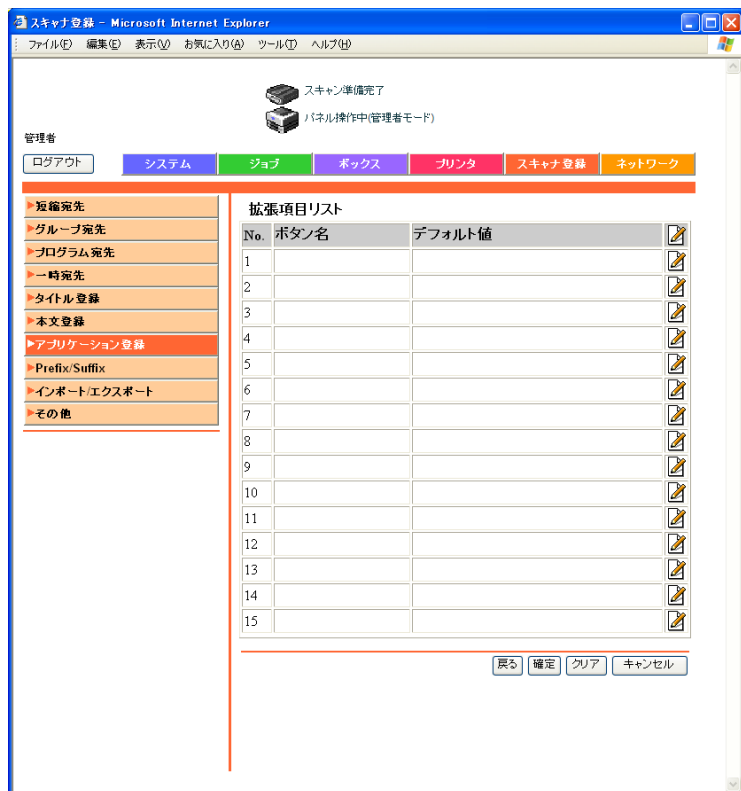 スキャナ登録 - Microsoft Internet Explorer
ファイル(F) 編集(E) 表示(V) お気に入り(A) ツール(T) ヘルプ(H)
スキャン準備完了
パネル操作中(管理者モード)
管理者
ログアウト システム ジョブ ボックス プリンタ スキャナ登録 ネットワーク
短縮宛先
グループ宛先
プログラム宛先
一時宛先
タイトル登録
本文登録
アプリケーション登録
Prefix/Suffix
インポート/エクスポート
その他
拡張項目リスト
No. ボタン名 デフォルト値
1
2
3
4
5
6
7
8
9
10
11
12
13
14
15
戻る 確定 クリア キャンセル